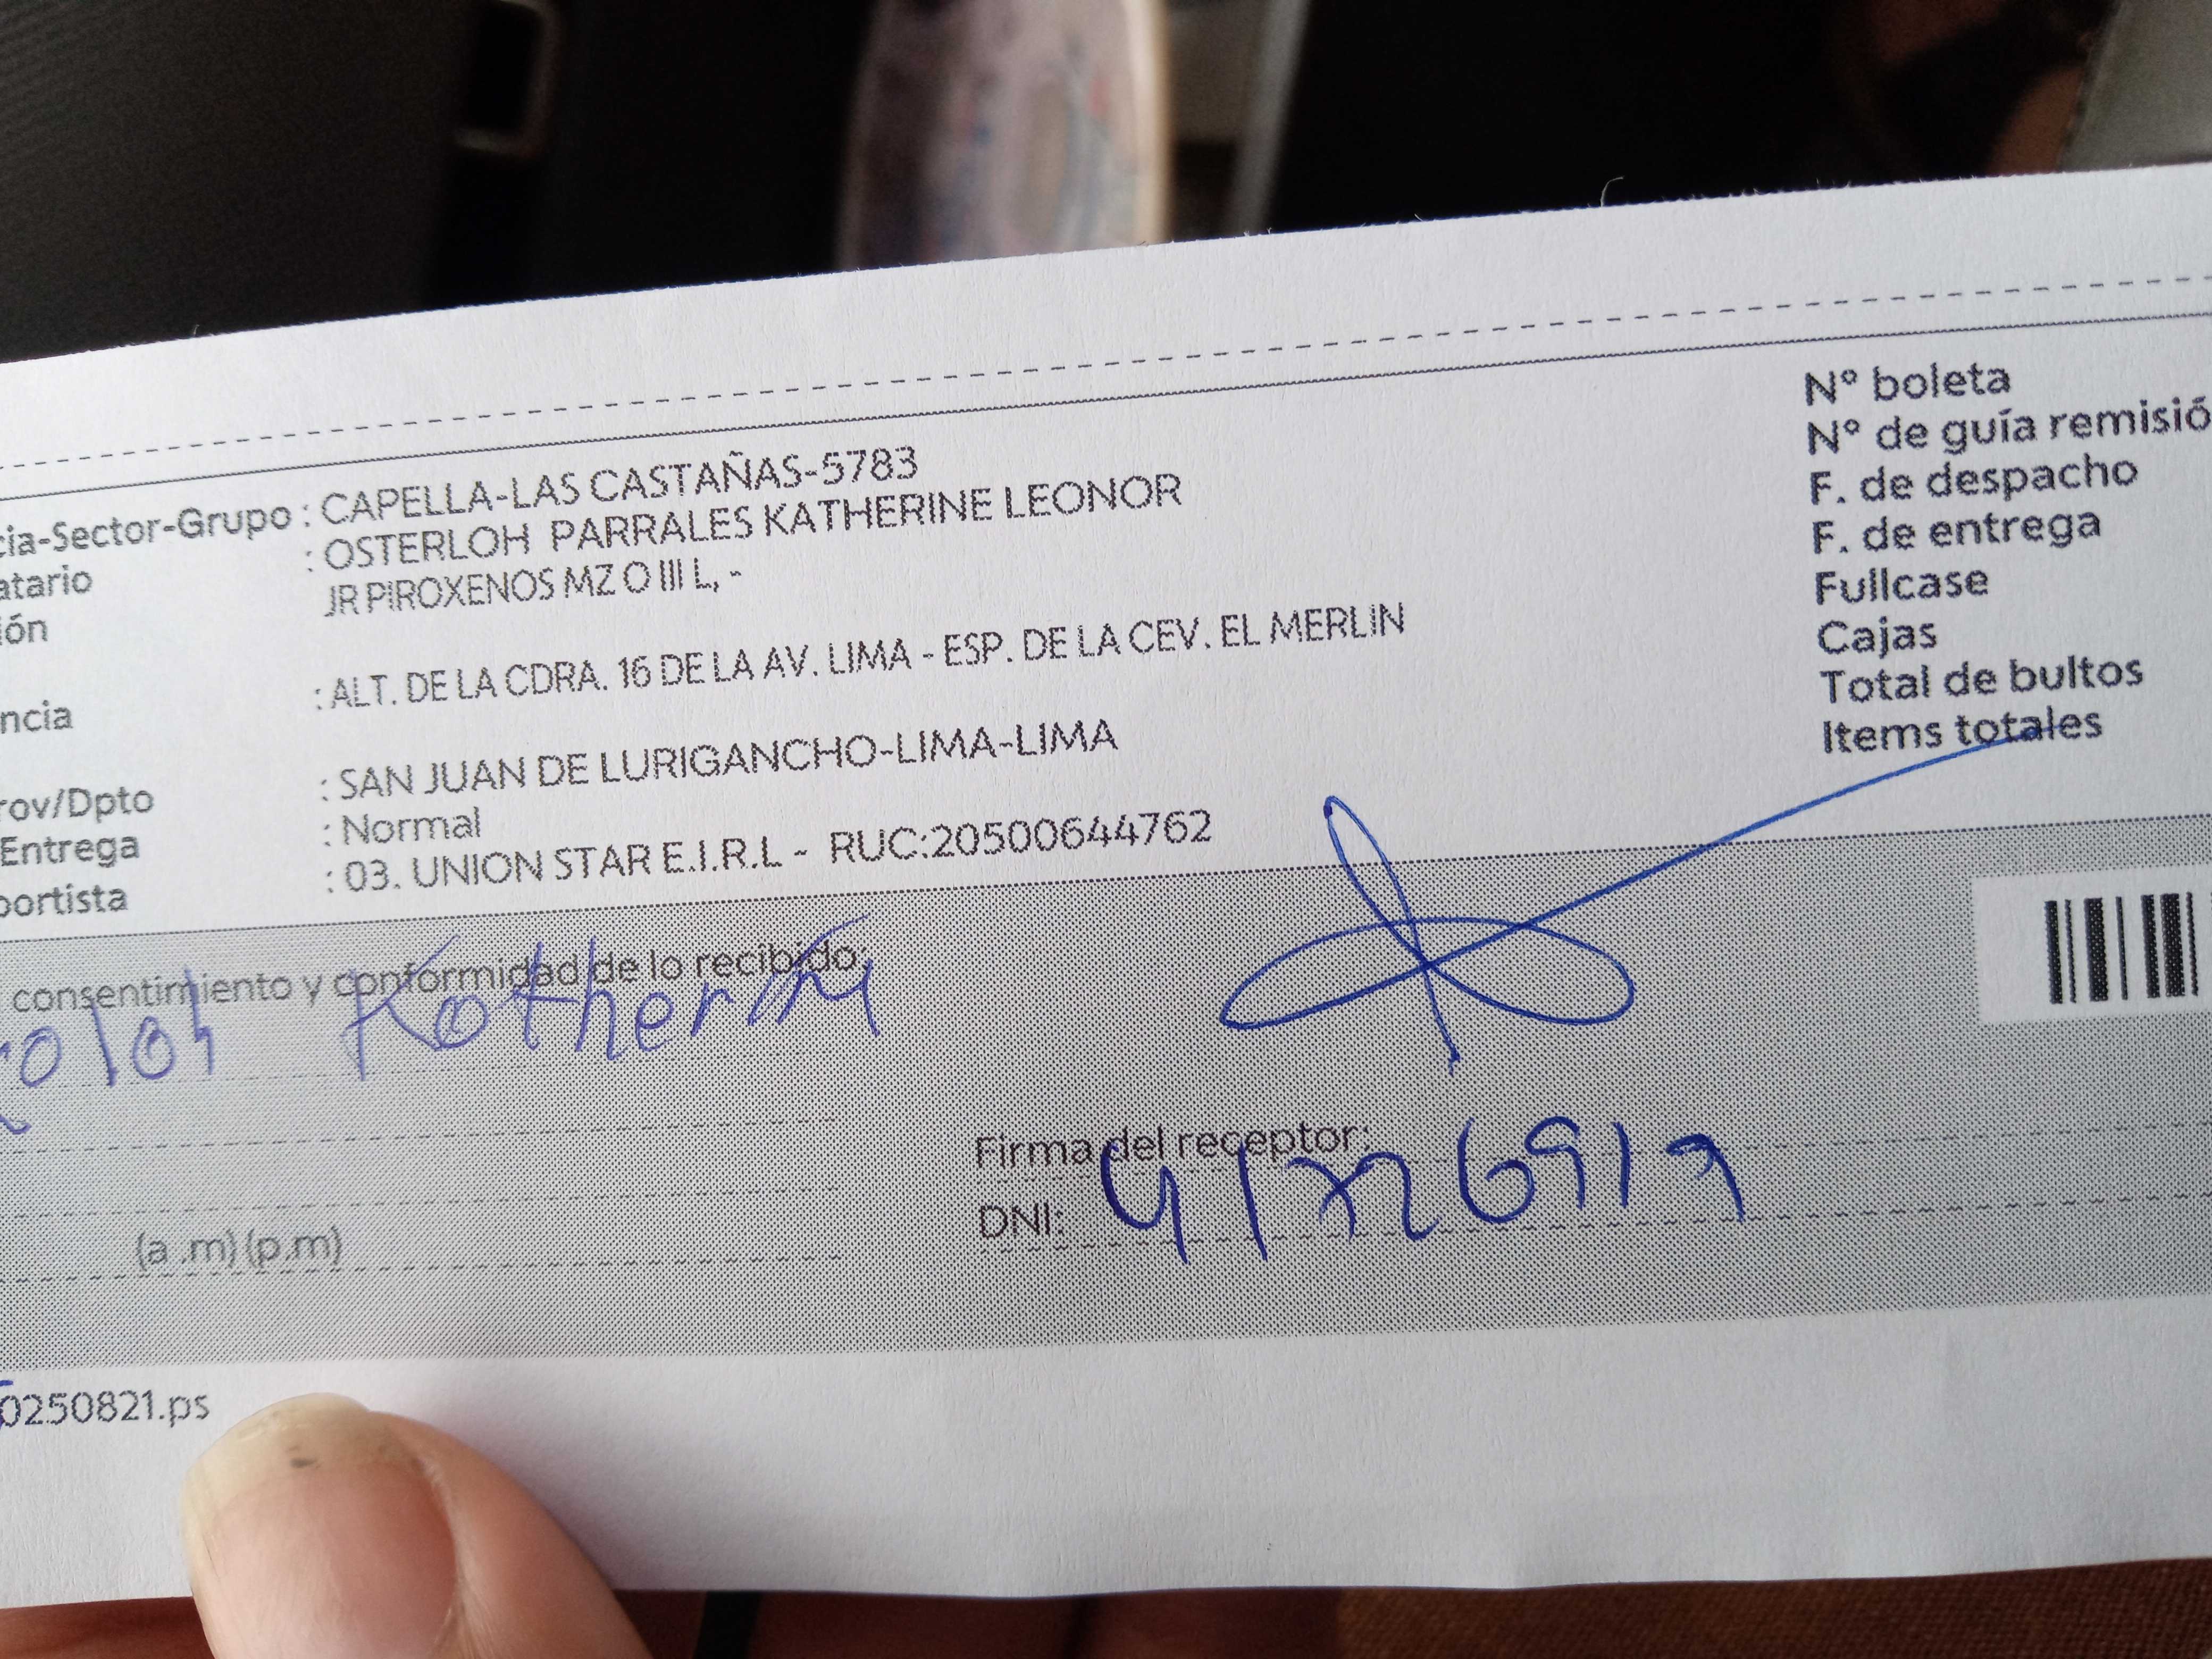 cia-Sector-Grupo : CAPELLA-LAS CASTAÑAS-5783
atario : OSTERLOH PARRALES KATHERINE LEONOR
ión JR PIROXENOS MZ O III L, -
ncia : ALT. DE LA CDRA. 16 DE LA AV. LIMA - ESP. DE LA CEV. EL MERLIN
rov/Dpto : SAN JUAN DE LURIGANCHO-LIMA-LIMA
Entrega : Normal
portista : 03. UNION STAR E.I.R.L - RUC:20500644762
N° boleta
N° de guía remisió
F. de despacho
F. de entrega
Fullcase
Cajas
Total de bultos
Items totales
consentimiento y conformidad de lo recibido:
Firma del receptor:
DNI:
(a .m) (p.m)
0250821.ps